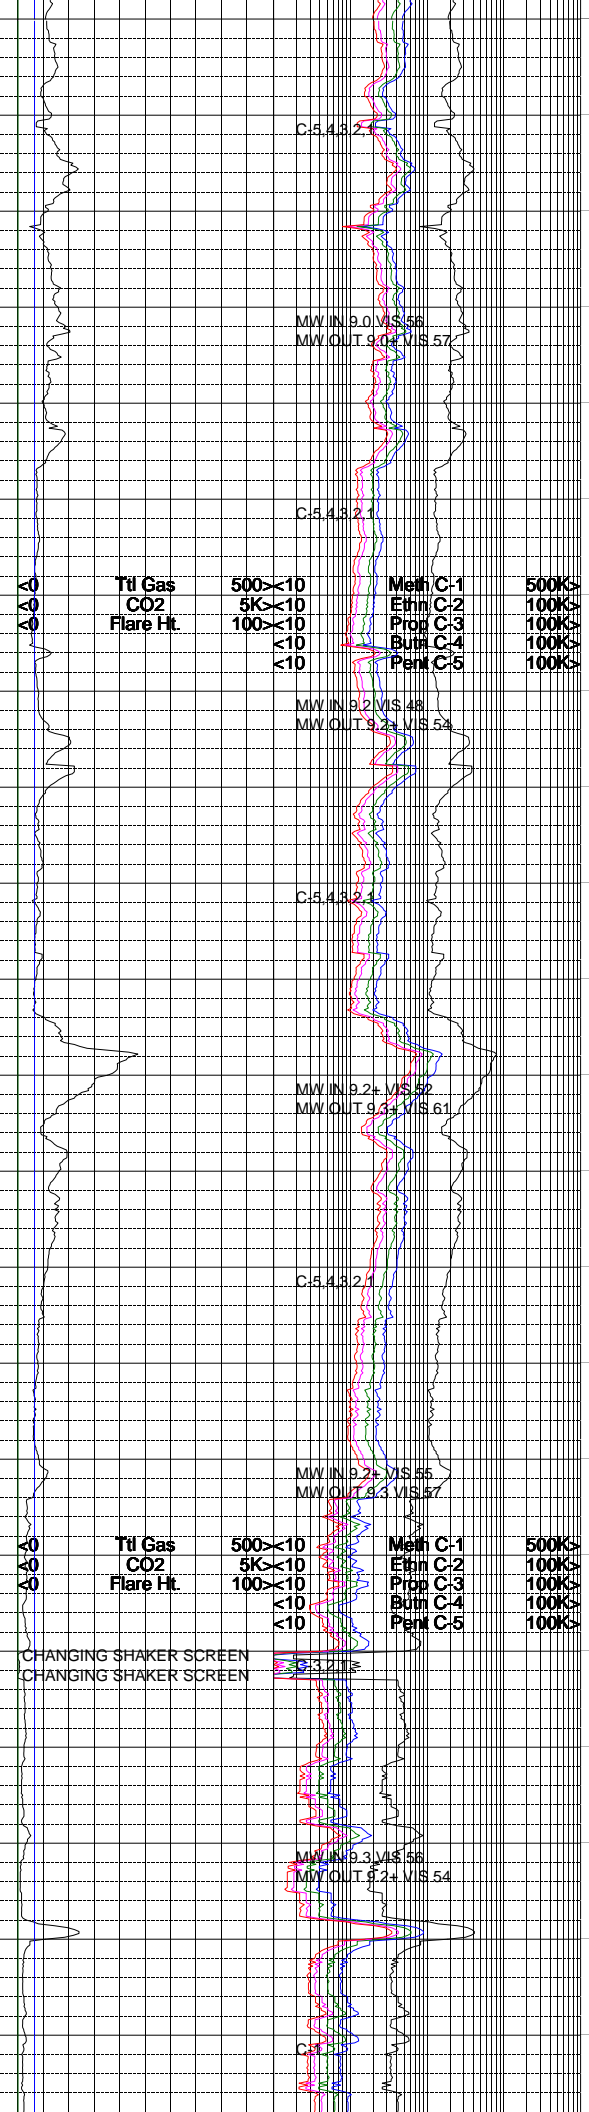 C-5,4,3,2,1
MW IN 9.0 VIS 56
MW OUT 9.0+ VIS 57
C-5,4,3,2,1
<0 Ttl Gas 500><10 Meth C-1 500K>
<0 CO2 5K><10 Ethn C-2 100K>
<0 Flare Ht. 100><10 Prop C-3 100K>
<10 Butn C-4 100K>
<10 Pent C-5 100K>
MW IN 9.2 VIS 48
MW OUT 9.2+ VIS 54
C-5,4,3,2,1
MW IN 9.2+ VIS 52
MW OUT 9.3+ VIS 61
C-5,4,3,2,1
MW IN 9.2+ VIS 55
MW OUT 9.3 VIS 57
<0 Ttl Gas 500><10 Meth C-1 500K>
<0 CO2 5K><10 Ethn C-2 100K>
<0 Flare Ht. 100><10 Prop C-3 100K>
<10 Butn C-4 100K>
<10 Pent C-5 100K>
CHANGING SHAKER SCREEN C-3,2,1
CHANGING SHAKER SCREEN
MW IN 9.3 VIS 56
MW OUT 9.2+ VIS 54
C-1